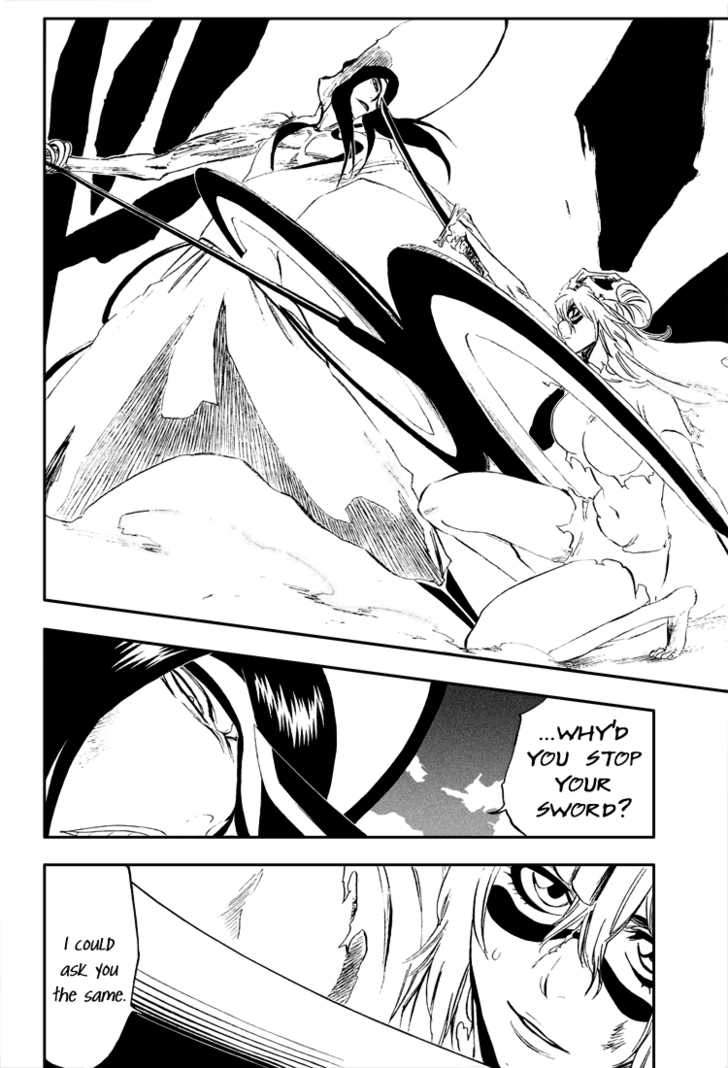 ...WHY'D
YOU STOP
YOUR
SWORD?
I COULD
ASK YOU
THE SAME.